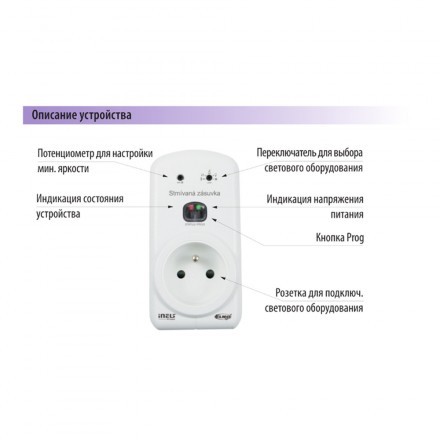 Описание устройства
Потенциометр для настройки
мин. яркости
Переключатель для выбора
светового оборудования
Stmívaná zásuvka
Индикация состояния
устройства
Индикация напряжения
питания
Кнопка Prog
Розетка для подключ.
светового оборудования
iNELS